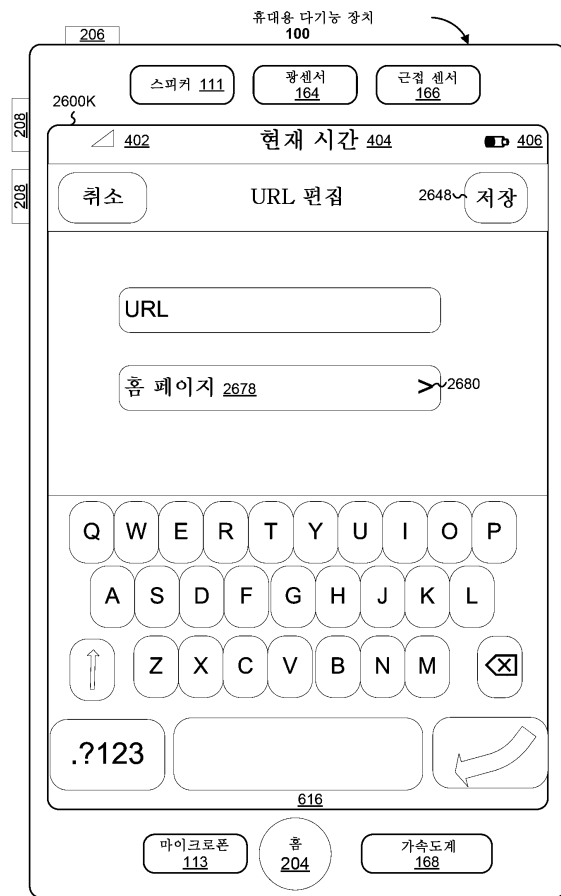 휴대용 다기능 장치
100
206
208
208
스피커 111
광센서
164
근접 센서
166
2600K
402
현재 시간 404
406
취소
URL 편집
2648
저장
URL
홈 페이지 2678
>
2680
Q W E R T Y U I O P
A S D F G H J K L
Z X C V B N M
.?123
616
마이크로폰
113
홈
204
가속도계
168